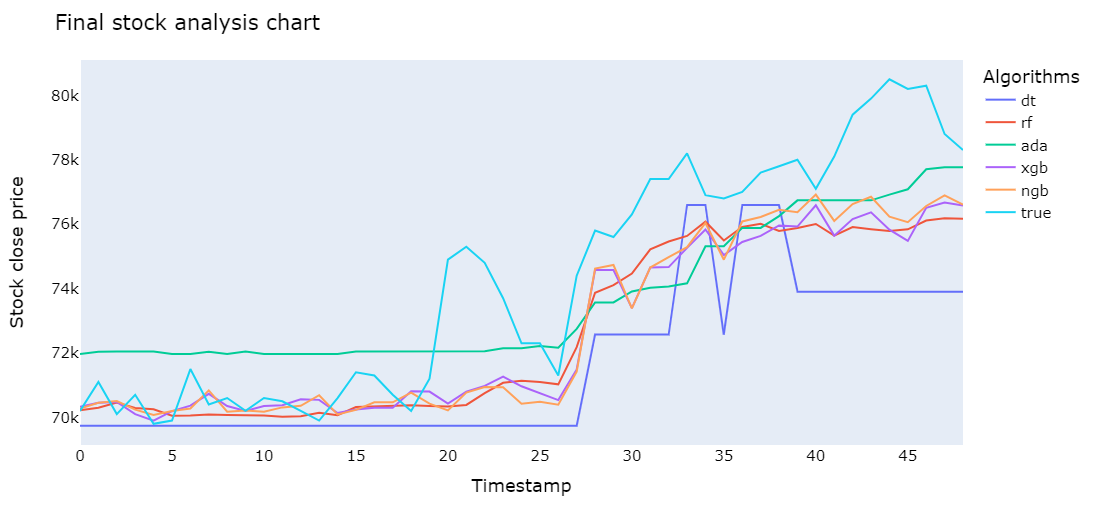 Final stock analysis chart
Algorithms
dt
rf
ada
xgb
ngb
true
Stock close price
80k
78k
76k
74k
72k
70k
0 5 10 15 20 25 30 35 40 45
Timestamp